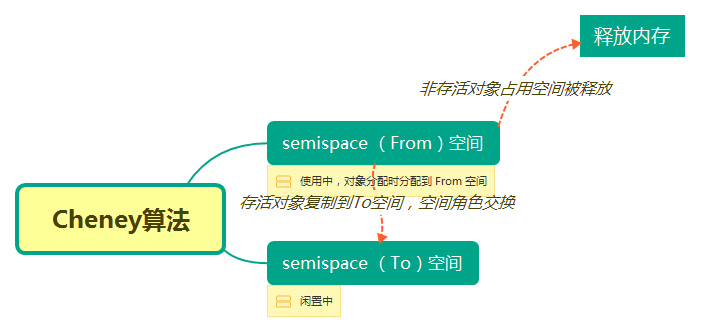 释放内存
非存活对象占用空间被释放
semispace（From）空间
使用中，对象分配时分配到 From 空间
存活对象复制到To空间，空间角色交换
Cheney算法
semispace（To）空间
闲置中